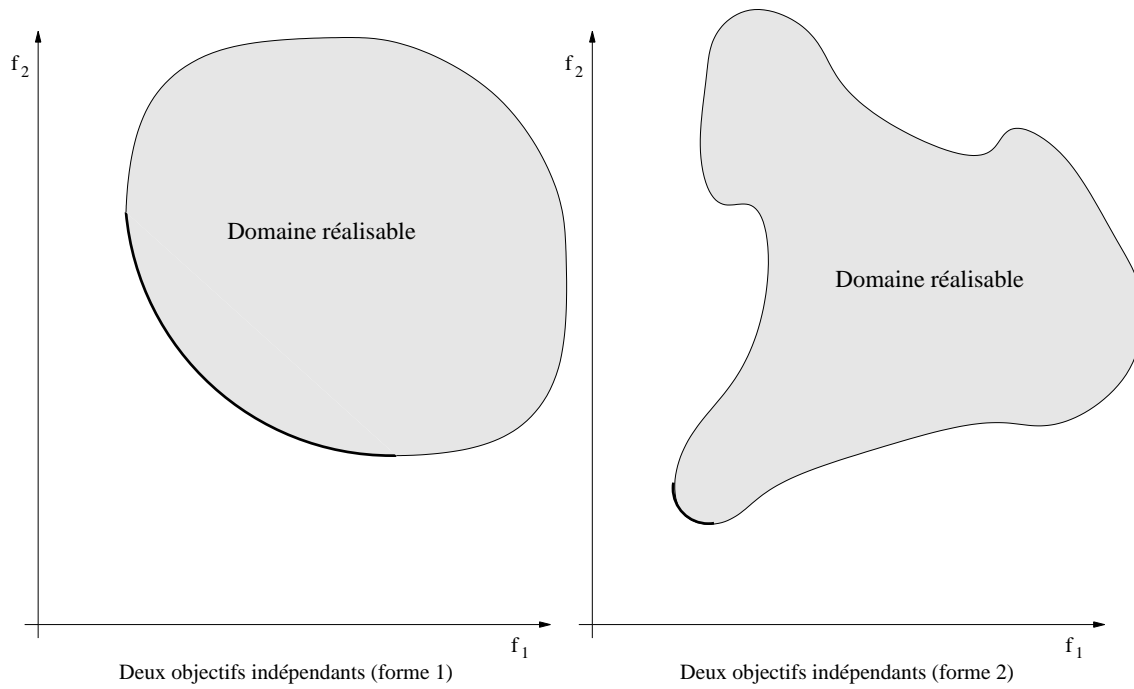 f2
Domaine réalisable
f1
Deux objectifs indépendants (forme 1)
f2
Domaine réalisable
f1
Deux objectifs indépendants (forme 2)